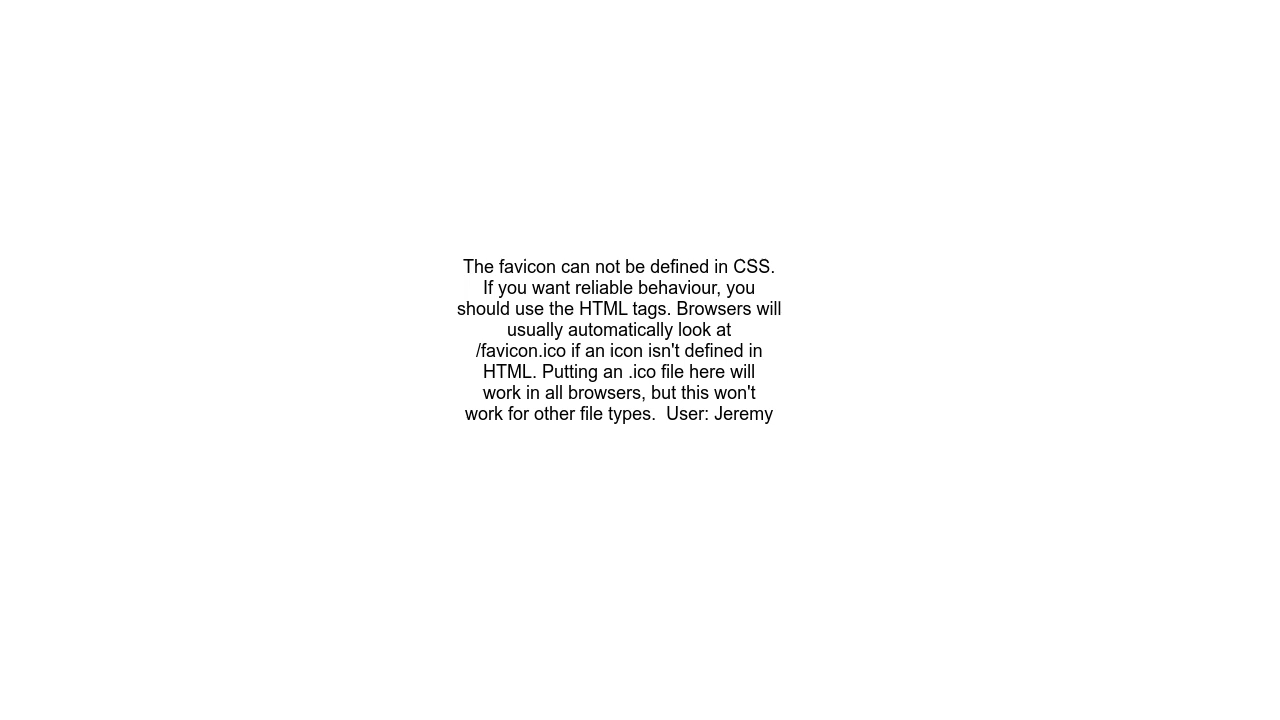 The favicon can not be defined in CSS.
If you want reliable behaviour, you
should use the HTML tags. Browsers will
usually automatically look at
/favicon.ico if an icon isn't defined in
HTML. Putting an .ico file here will
work in all browsers, but this won't
work for other file types.  User: Jeremy